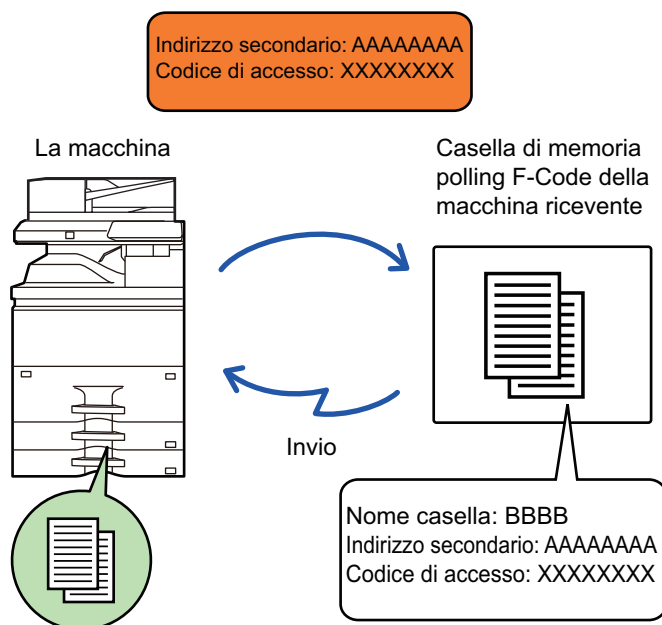 Indirizzo secondario: AAAAAAAA
Codice di accesso: XXXXXXXX
La macchina
Casella di memoria
polling F-Code della
macchina ricevente
Invio
Nome casella: BBBB
Indirizzo secondario: AAAAAAAA
Codice di accesso: XXXXXXXX